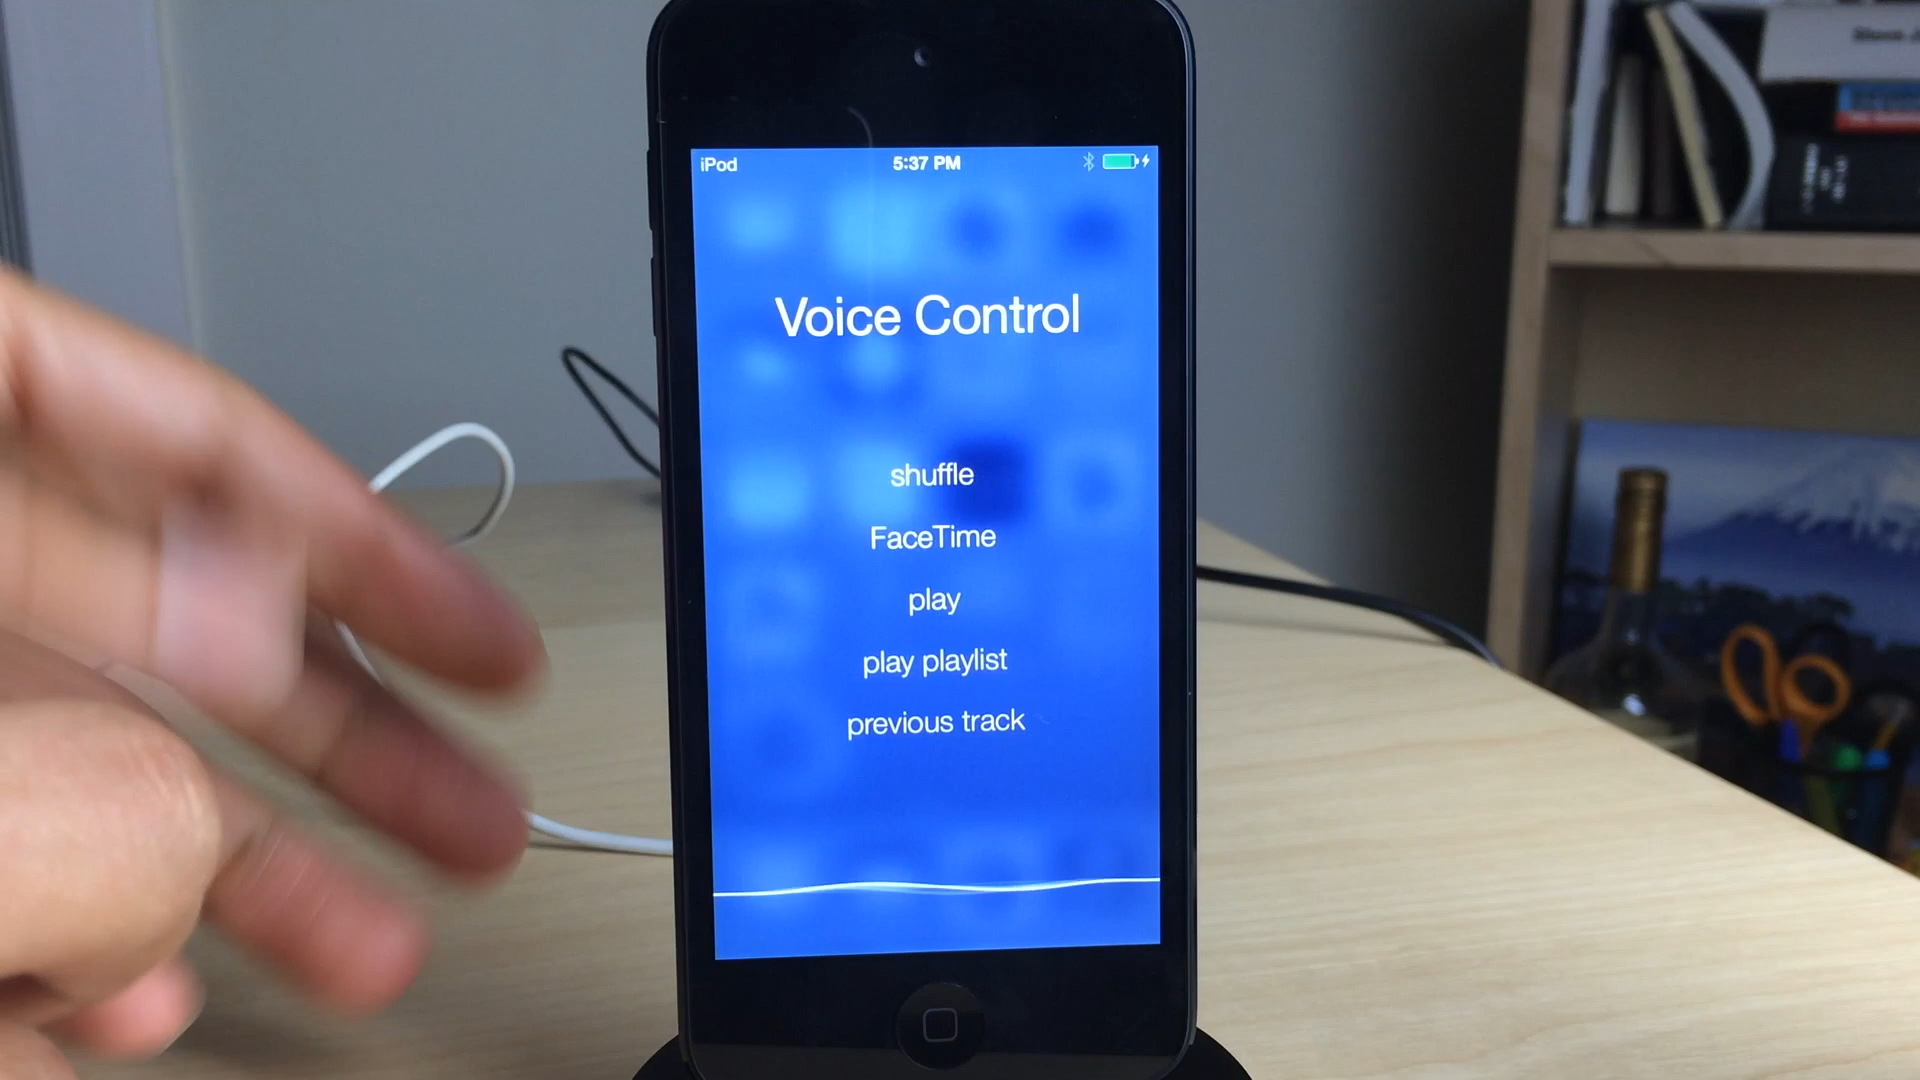 iPod 5:37 PM
Voice Control
shuffle
FaceTime
play
play playlist
previous track